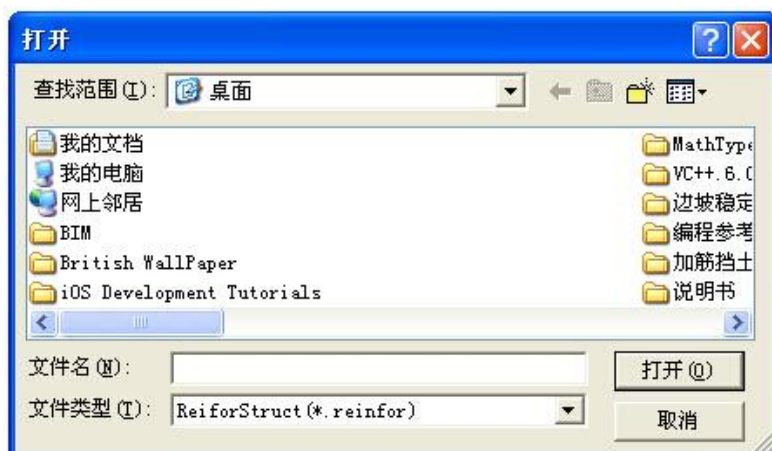 打开
查找范围(I): 桌面
我的文档
我的电脑
网上邻居
BIM
British WallPaper
iOS Development Tutorials
MathType
VC++.6.0
边坡稳定
编程参考
加筋挡土
说明书
文件名(N):
打开(O)
文件类型(T): ReiforStruct(*.reinfor)
取消